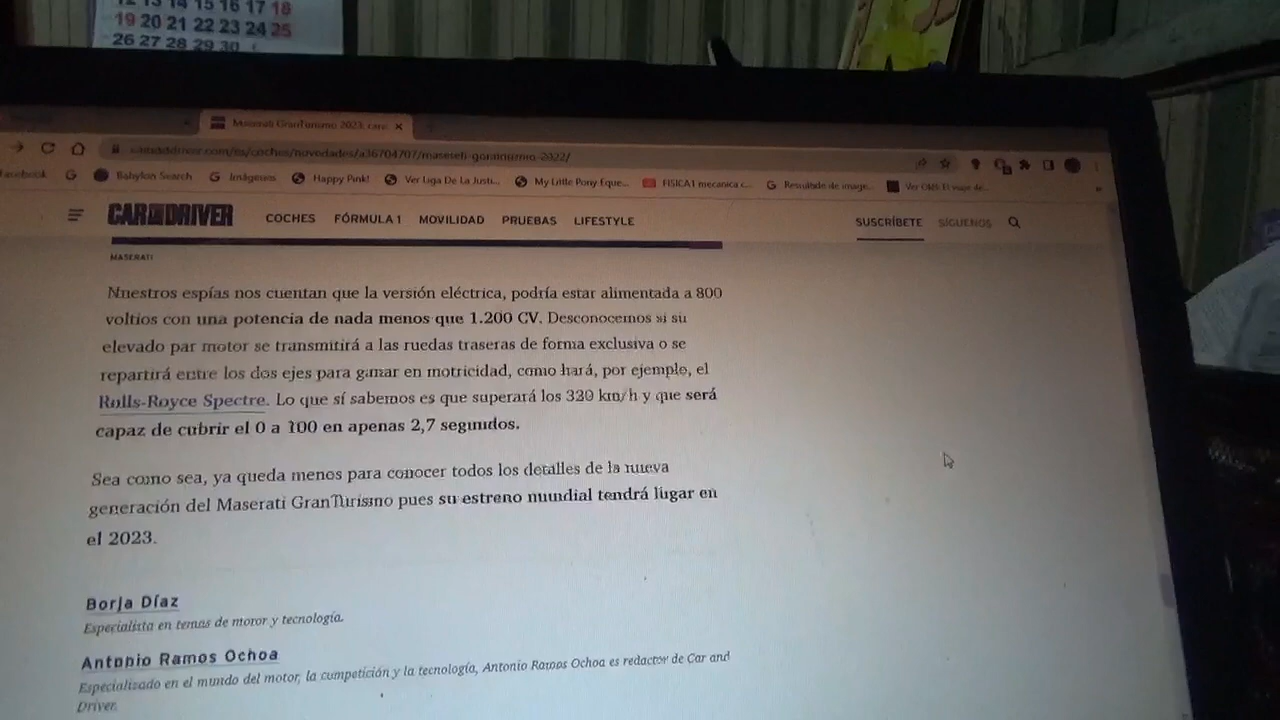 12 13 14 15 16 17 18
19 20 21 22 23 24 25
26 27 28 29 30
Maserati GranTurismo 2023: cara
caranddriver.com/es/coches/novedades/a36704707/maserati-granturismo-2022/
Facebook Babylon Search Imágenes Happy Pink! Ver Liga De La Justi... My Little Pony Eque... FISICA1 mecanica c... de image...
CAR AND DRIVER COCHES FÓRMULA 1 MOVILIDAD PRUEBAS LIFESTYLE SUSCRÍBETE SÍGUENOS
MASERATI
Nuestros espías nos cuentan que la versión eléctrica, podría estar alimentada a 800
voltios con una potencia de nada menos que 1.200 CV. Desconocemos si su
elevado par motor se transmitirá a las ruedas traseras de forma exclusiva o se
repartirá entre los dos ejes para ganar en motricidad, como hará, por ejemplo, el
Rolls-Royce Spectre. Lo que sí sabemos es que superará los 320 km/h y que será
capaz de cubrir el 0 a 100 en apenas 2,7 segundos.
Sea como sea, ya queda menos para conocer todos los detalles de la nueva
generación del Maserati GranTurismo pues su estreno mundial tendrá lugar en
el 2023.
Borja Díaz
Especialista en temas de motor y tecnología.
Antonio Ramos Ochoa
Especializado en el mundo del motor, la competición y la tecnología, Antonio Ramos Ochoa es redactor de Car and
Driver.